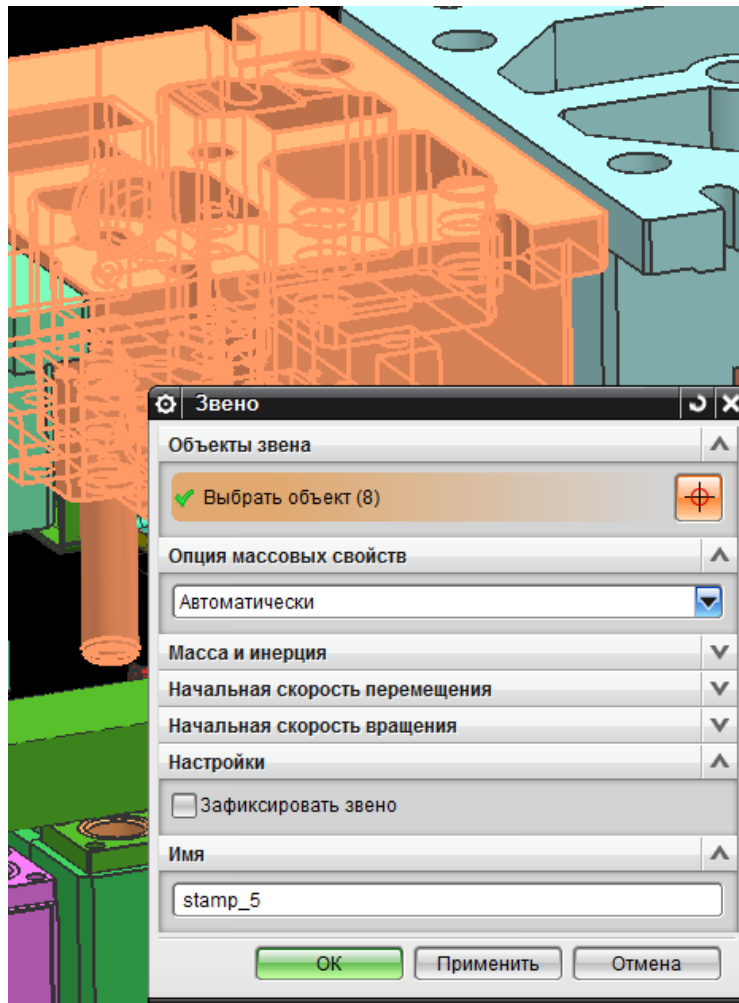 Звено
Объекты звена
Выбрать объект (8)
Опция массовых свойств
Автоматически
Масса и инерция
Начальная скорость перемещения
Начальная скорость вращения
Настройки
Зафиксировать звено
Имя
stamp_5
ОК Применить Отмена